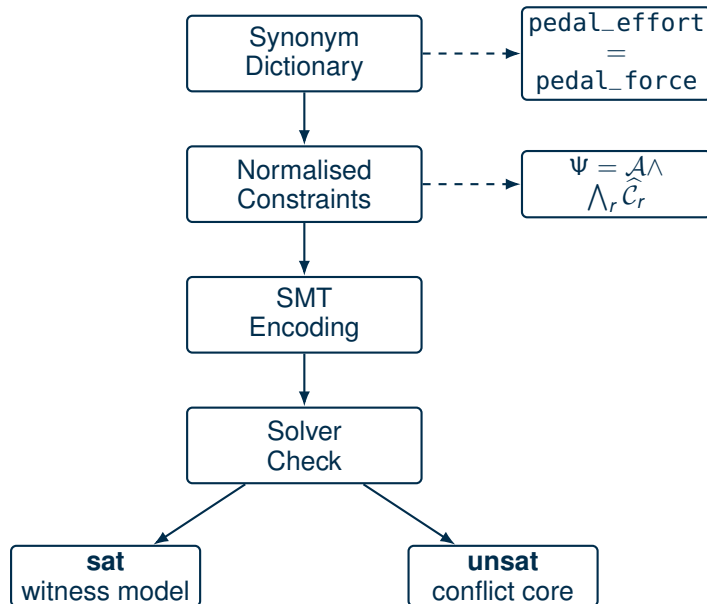 Synonym
Dictionary
pedal_effort
=
pedal_force
Normalised
Constraints
Ψ = 𝒜∧
⋀ᵣ 𝒞̂ᵣ
SMT
Encoding
Solver
Check
sat
witness model
unsat
conflict core